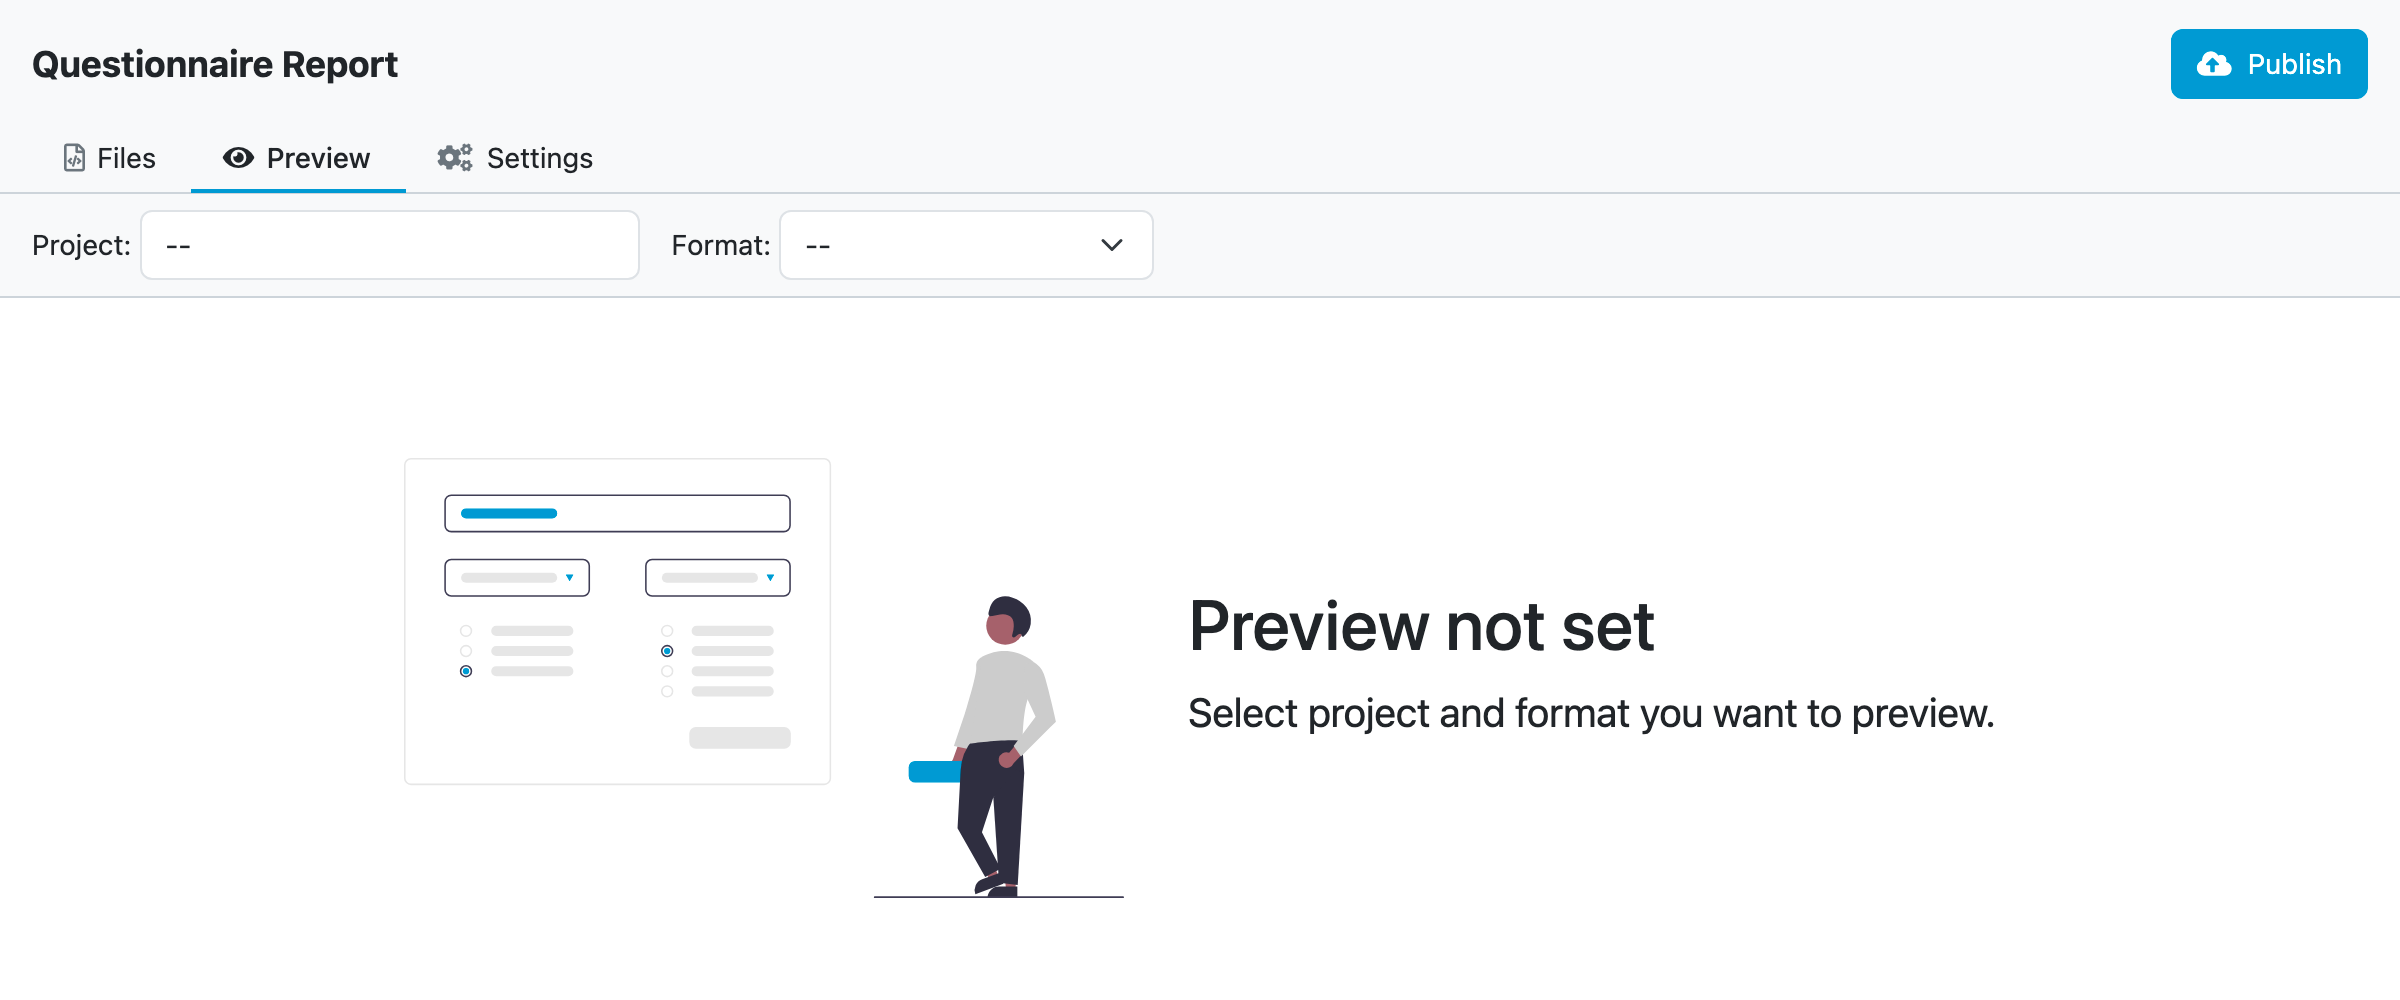 Questionnaire Report
Publish
Files
Preview
Settings
Project: --
Format: --
Preview not set
Select project and format you want to preview.